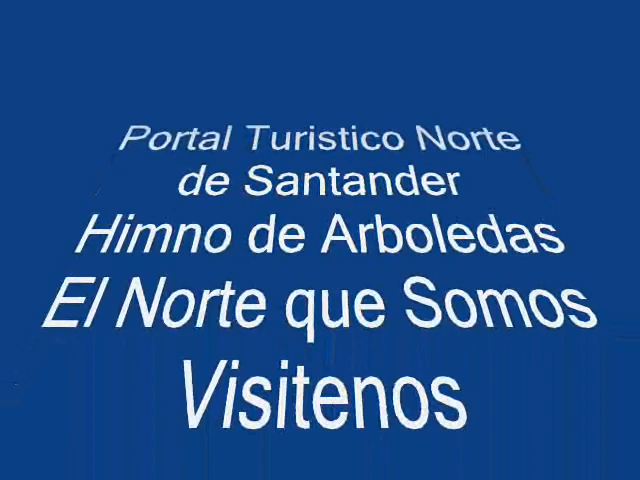 Portal Turistico Norte
de Santander
Himno de Arboledas
El Norte que Somos
Visitenos